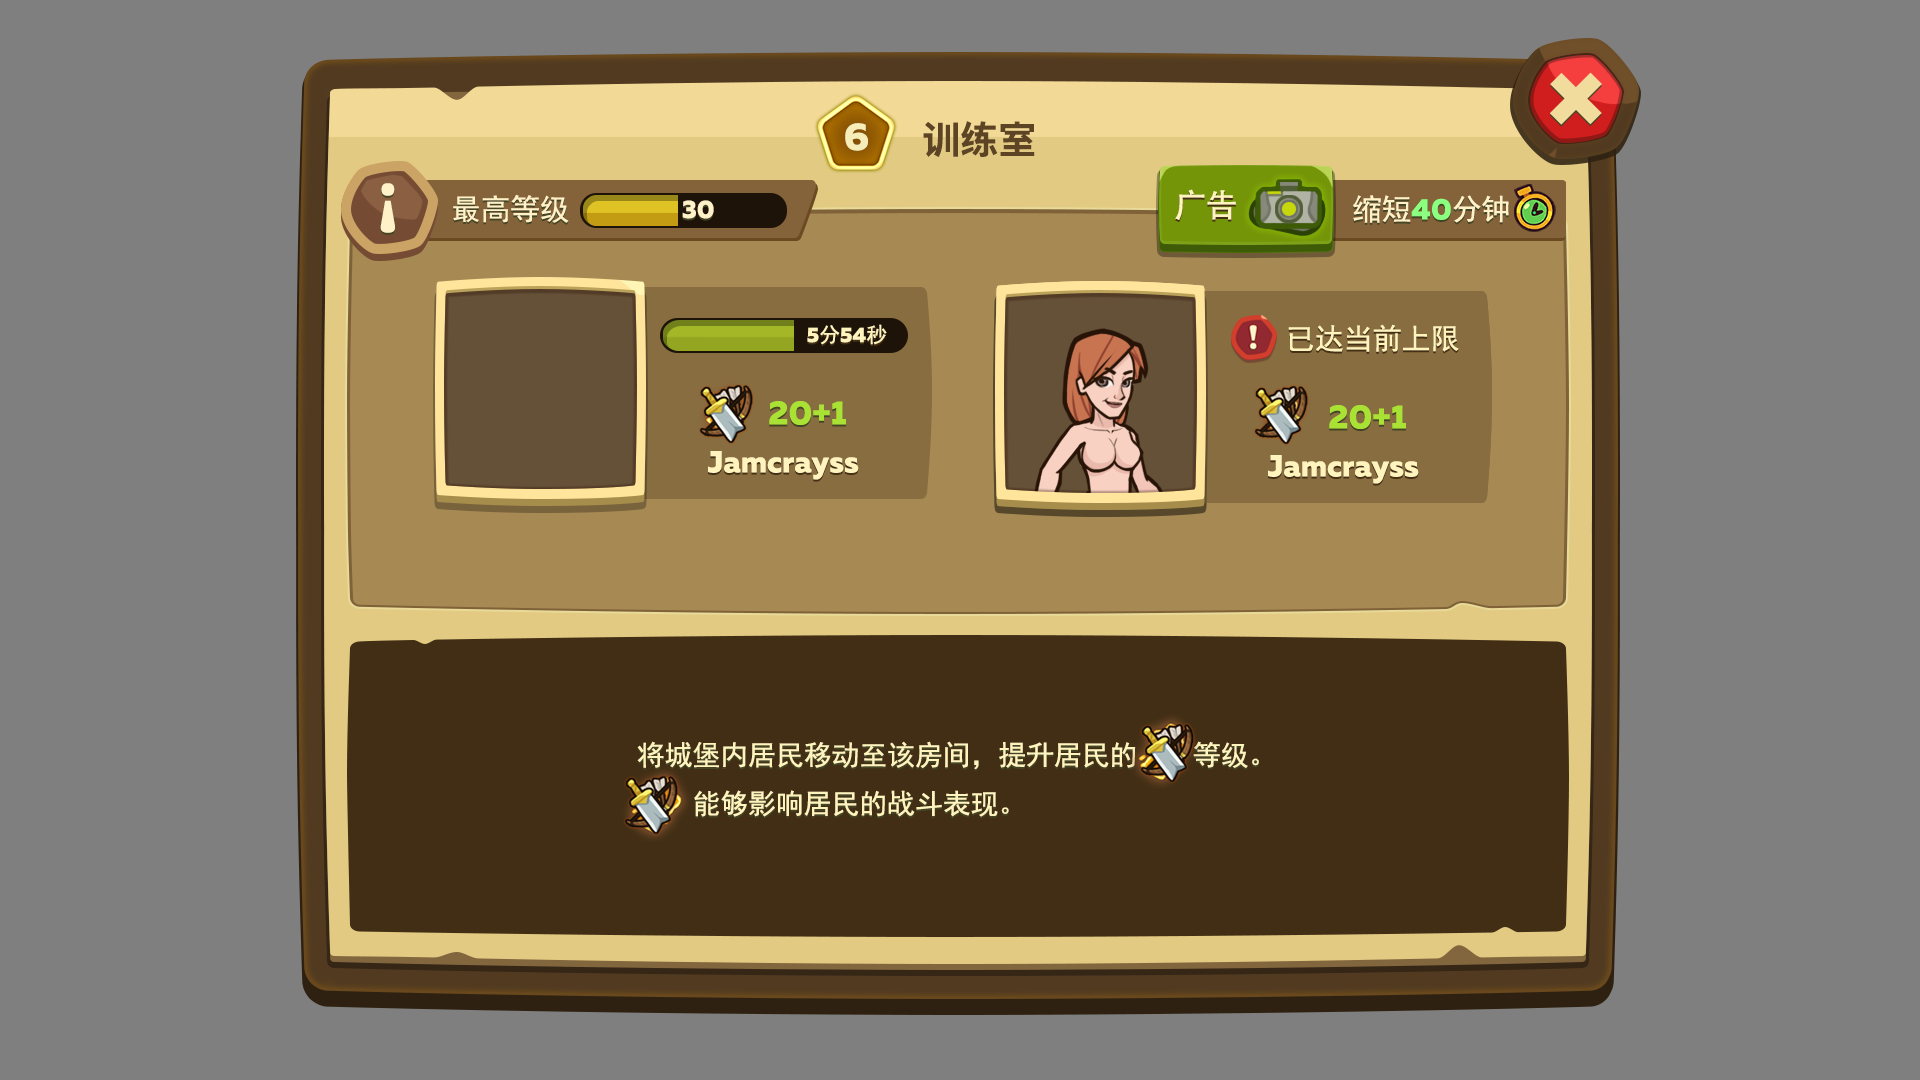 6 训练室
最高等级 30
广告 缩短40分钟
5分54秒
20+1
Jamcrayss
已达当前上限
20+1
Jamcrayss
将城堡内居民移动至该房间，提升居民的等级。
能够影响居民的战斗表现。